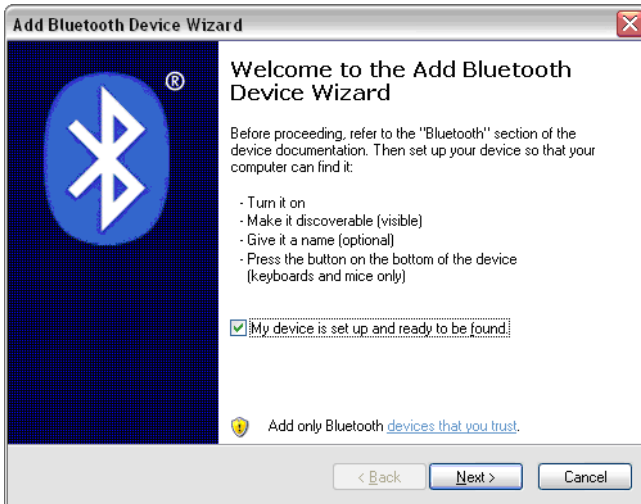 Add Bluetooth Device Wizard
®
Welcome to the Add Bluetooth
Device Wizard
Before proceeding, refer to the "Bluetooth" section of the
device documentation. Then set up your device so that your
computer can find it:
- Turn it on
- Make it discoverable (visible)
- Give it a name (optional)
- Press the button on the bottom of the device
(keyboards and mice only)
My device is set up and ready to be found.
Add only Bluetooth devices that you trust.
< Back Next > Cancel